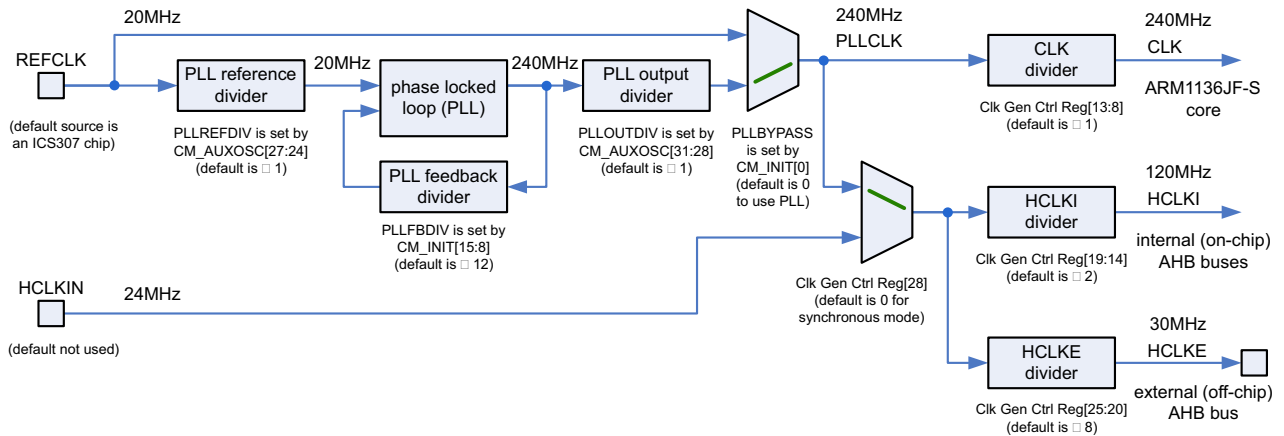 20MHz
REFCLK
(default source is
an ICS307 chip)
PLL reference
divider
PLLREFDIV is set by
CM_AUXOSC[27:24]
(default is □ 1)
20MHz
phase locked
loop (PLL)
240MHz
PLL feedback
divider
PLLFBDIV is set by
CM_INIT[15:8]
(default is □ 12)
PLL output
divider
PLLOUTDIV is set by
CM_AUXOSC[31:28]
(default is □ 1)
PLLBYPASS
is set by
CM_INIT[0]
(default is 0
to use PLL)
240MHz
PLLCLK
CLK
divider
Clk Gen Ctrl Reg[13:8]
(default is □ 1)
240MHz
CLK
ARM1136JF-S
core
HCLKIN
(default not used)
24MHz
Clk Gen Ctrl Reg[28]
(default is 0 for
synchronous mode)
HCLKI
divider
Clk Gen Ctrl Reg[19:14]
(default is □ 2)
120MHz
HCLKI
internal (on-chip)
AHB buses
HCLKE
divider
Clk Gen Ctrl Reg[25:20]
(default is □ 8)
30MHz
HCLKE
external (off-chip)
AHB bus